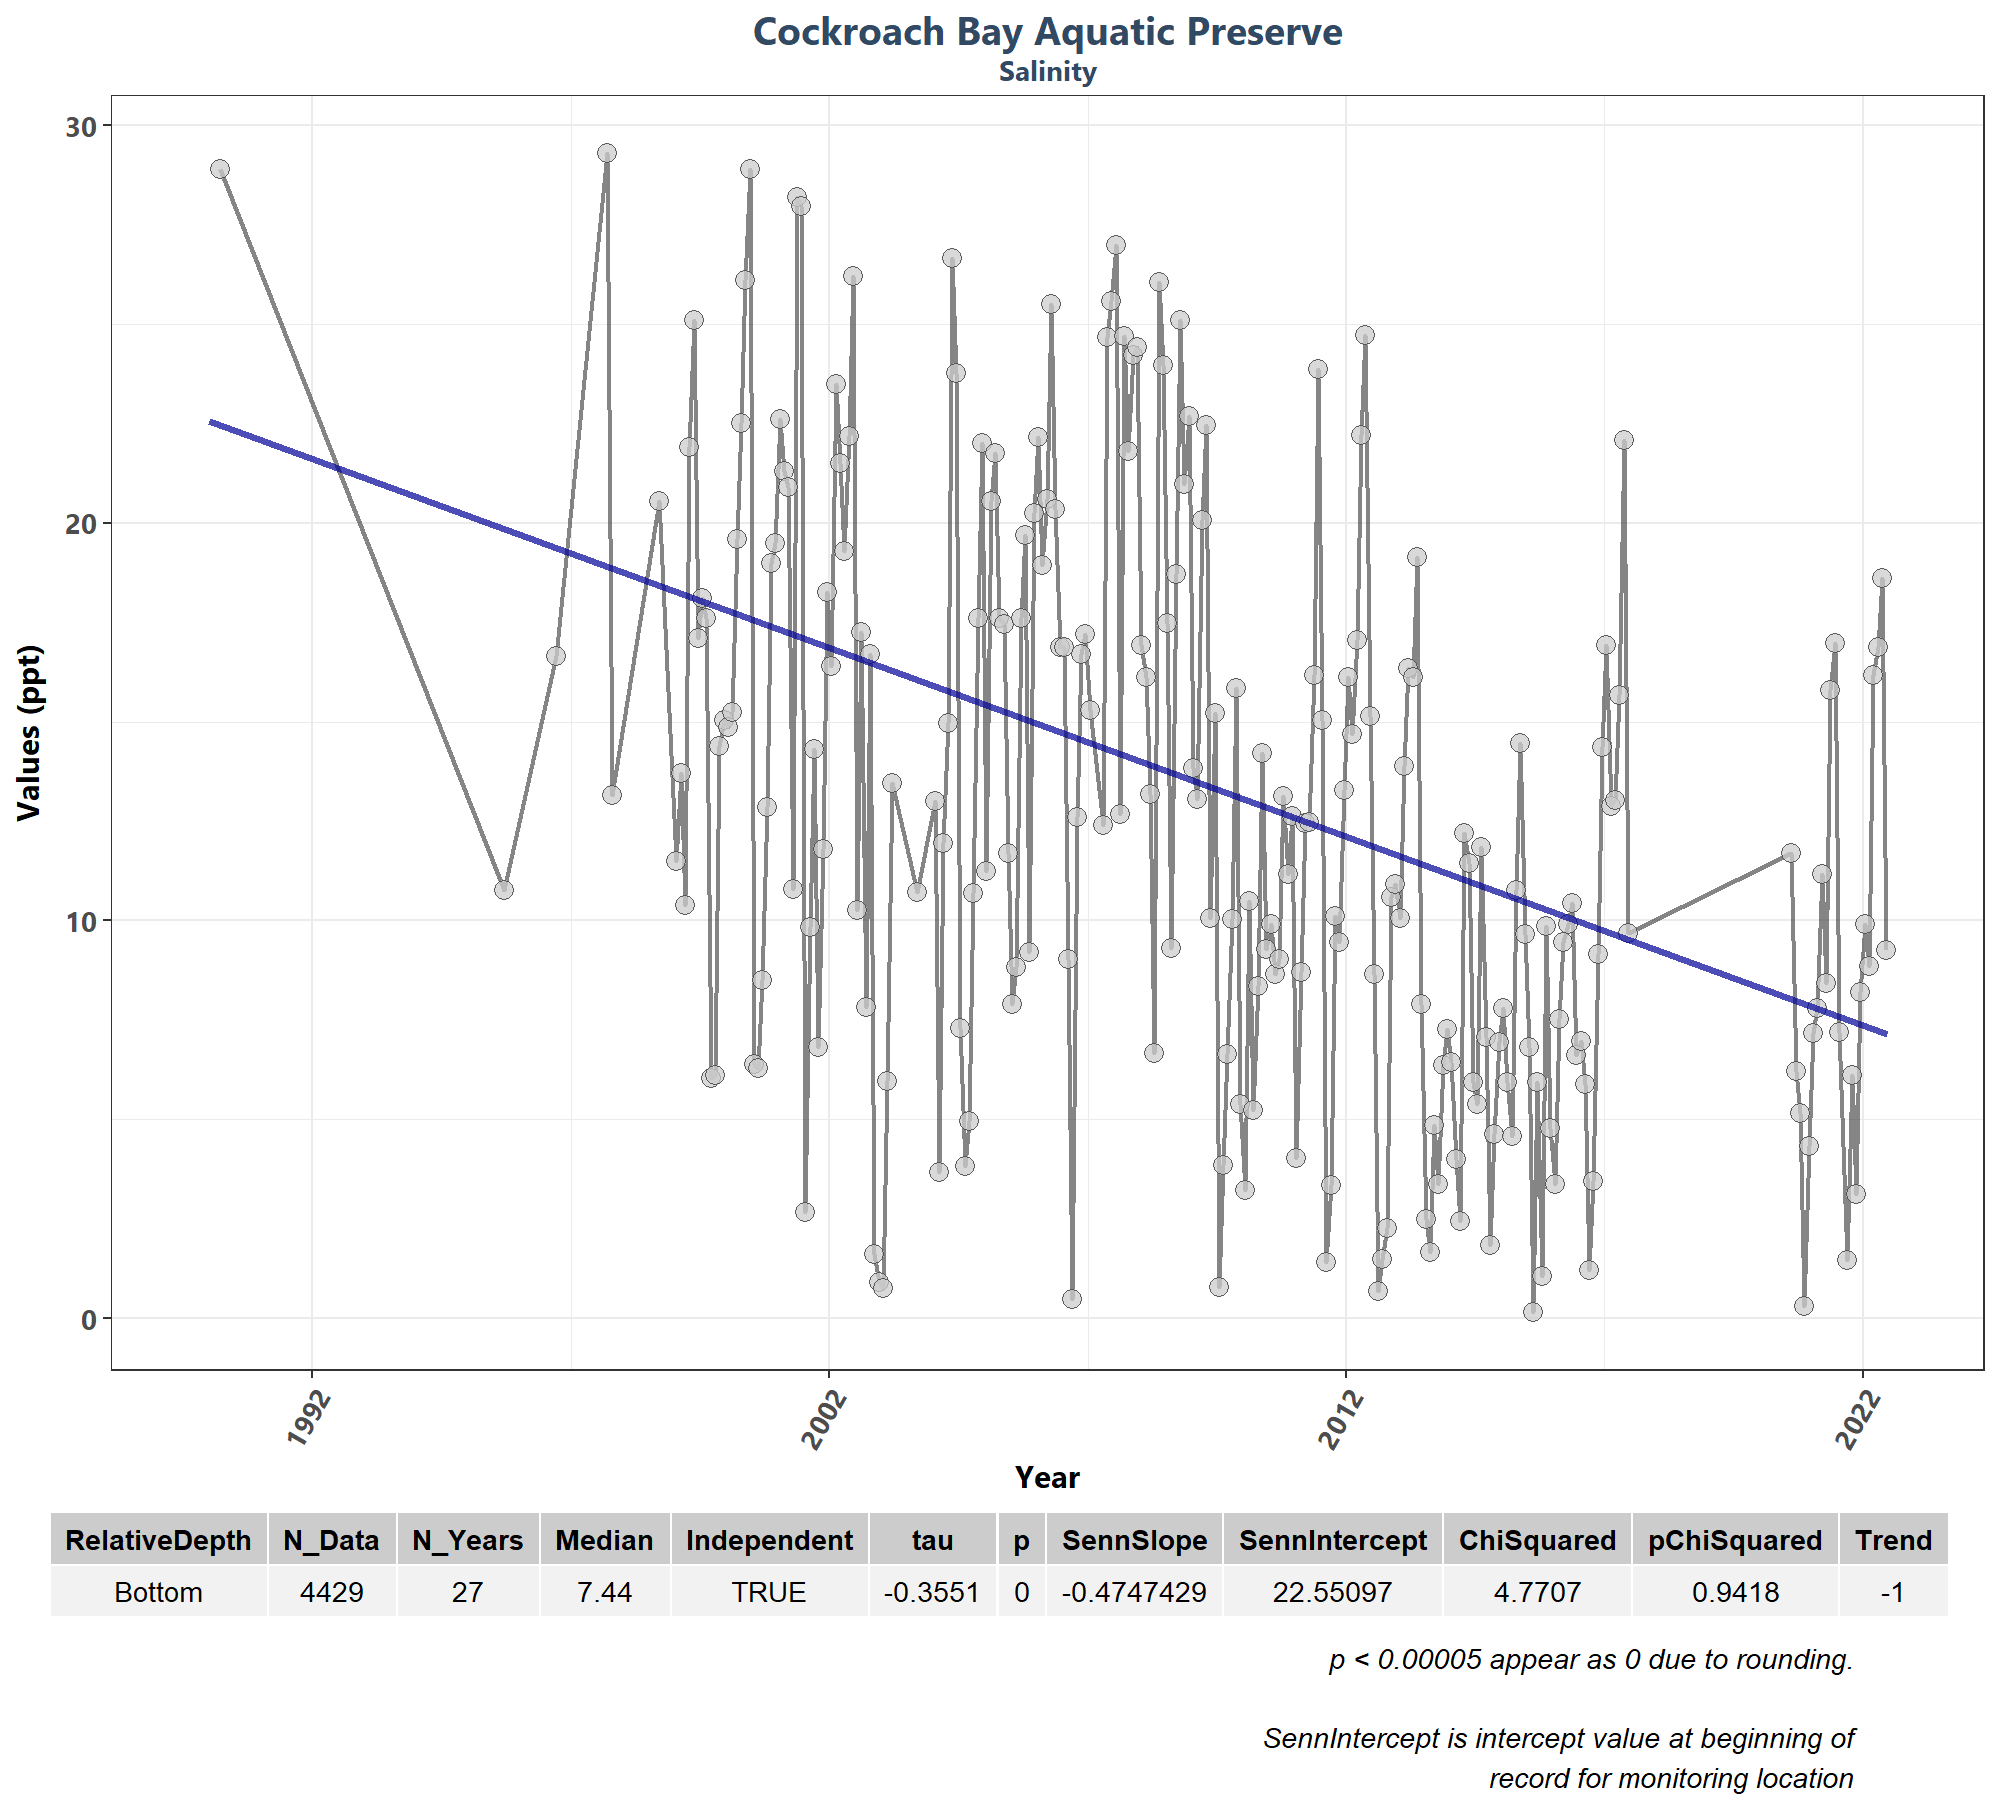 Cockroach Bay Aquatic Preserve
Salinity
30
20
10
0
Values (ppt)
1992
2002
2012
2022
Year
RelativeDepth N_Data N_Years Median Independent tau p SennSlope SennIntercept ChiSquared pChiSquared Trend
Bottom 4429 27 7.44 TRUE -0.3551 0 -0.4747429 22.55097 4.7707 0.9418 -1
p < 0.00005 appear as 0 due to rounding.
SennIntercept is intercept value at beginning of
record for monitoring location